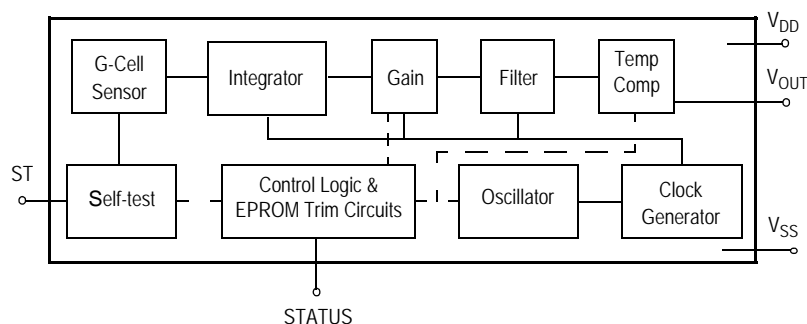 V_DD
G-Cell
Sensor
Integrator
Gain
Filter
Temp
Comp
V_OUT
ST
Self-test
Control Logic &
EPROM Trim Circuits
Oscillator
Clock
Generator
V_SS
STATUS